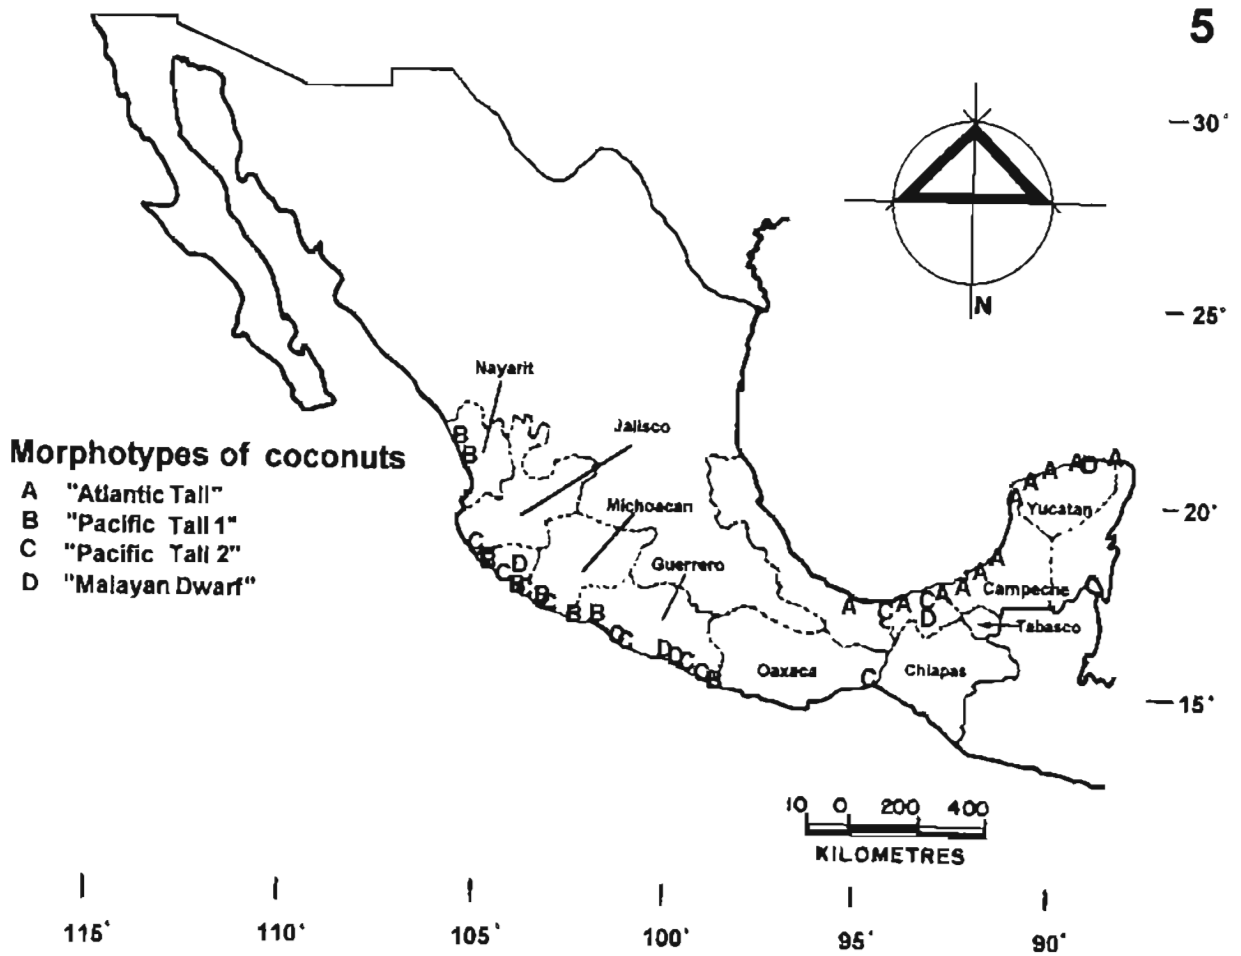 5
30°
N
25°
Nayarit
Jalisco
Morphotypes of coconuts
A "Atlantic Tall"
B "Pacific Tall 1"
C "Pacific Tall 2"
D "Malayan Dwarf"
B
B
A A A A D A
Yucatan
20°
Michoacan
Guerrero
C
B
C D
B
B
C
B B
C
C
D
D
C
C
B
A
C
A
C
D
A
A
A
A
Campeche
Tabasco
Oaxaca
C
Chiapas
15°
10 0 200 400
KILOMETRES
115° 110° 105° 100° 95° 90°